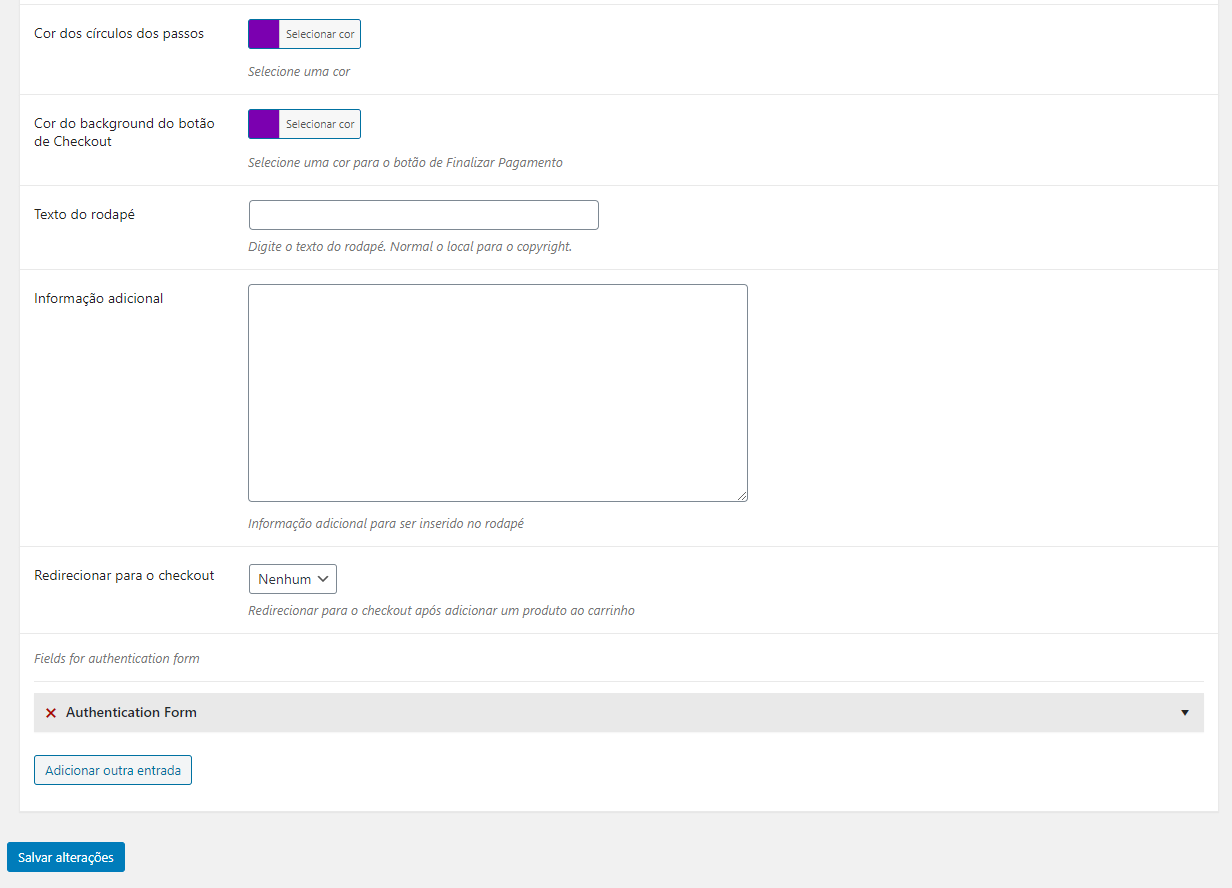 Cor dos círculos dos passos
Selecionar cor
Selecione uma cor
Cor do background do botão
de Checkout
Selecionar cor
Selecione uma cor para o botão de Finalizar Pagamento
Texto do rodapé
Digite o texto do rodapé. Normal o local para o copyright.
Informação adicional
Informação adicional para ser inserido no rodapé
Redirecionar para o checkout
Nenhum
Redirecionar para o checkout após adicionar um produto ao carrinho
Fields for authentication form
Authentication Form
Adicionar outra entrada
Salvar alterações